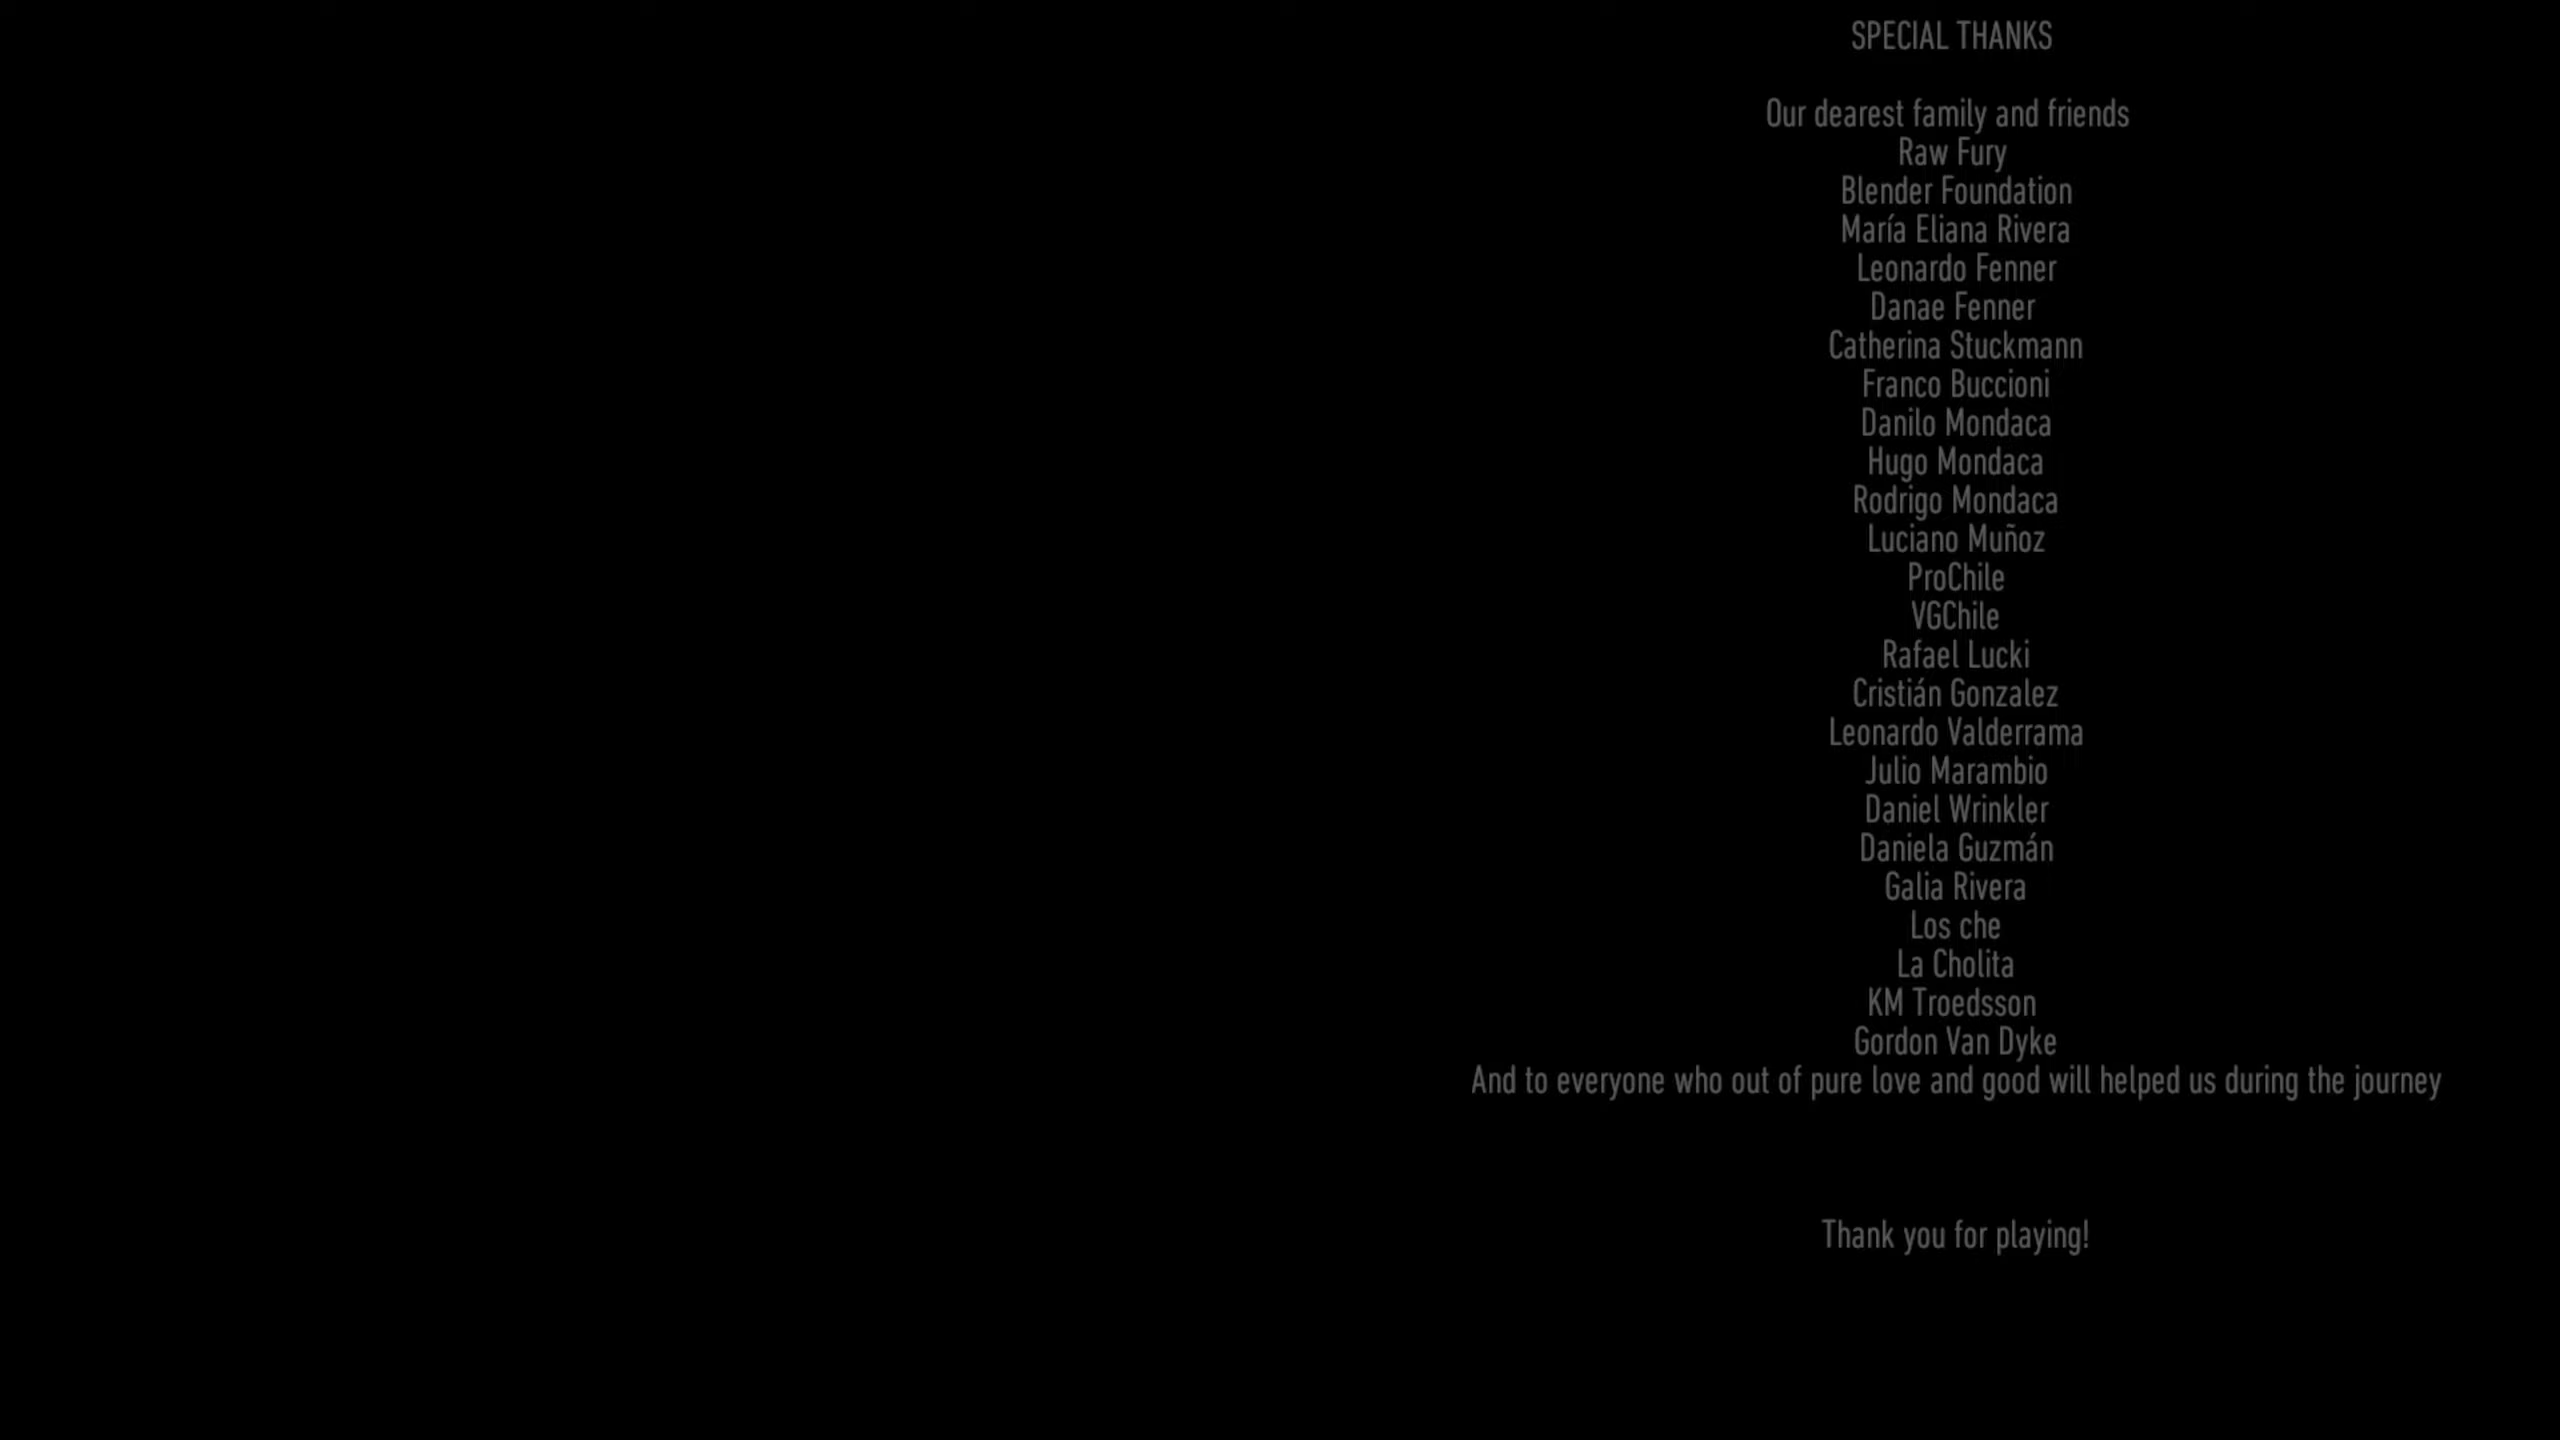 SPECIAL THANKS
Our dearest family and friends
Raw Fury
Blender Foundation
María Eliana Rivera
Leonardo Fenner
Danae Fenner
Catherina Stuckmann
Franco Buccioni
Danilo Mondaca
Hugo Mondaca
Rodrigo Mondaca
Luciano Muñoz
ProChile
VGChile
Rafael Lucki
Cristián Gonzalez
Leonardo Valderrama
Julio Marambio
Daniel Wrinkler
Daniela Guzmán
Galia Rivera
Los che
La Cholita
KM Troedsson
Gordon Van Dyke
And to everyone who out of pure love and good will helped us during the journey
Thank you for playing!